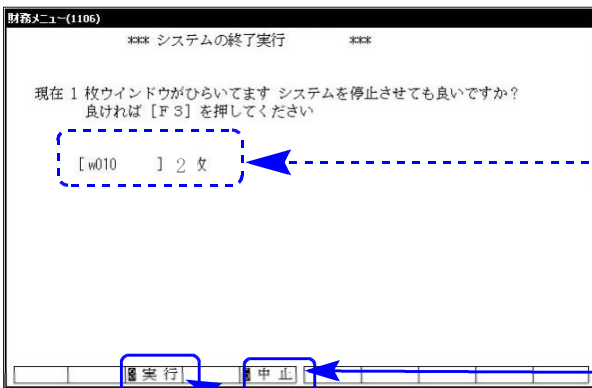 財務メニュー(1106)
*** システムの終了実行 ***
現在 1 枚ウインドウがひらいてます システムを停止させても良いですか?
良ければ [F3] を押してください
[w010 ] 2 攵
実行 中止